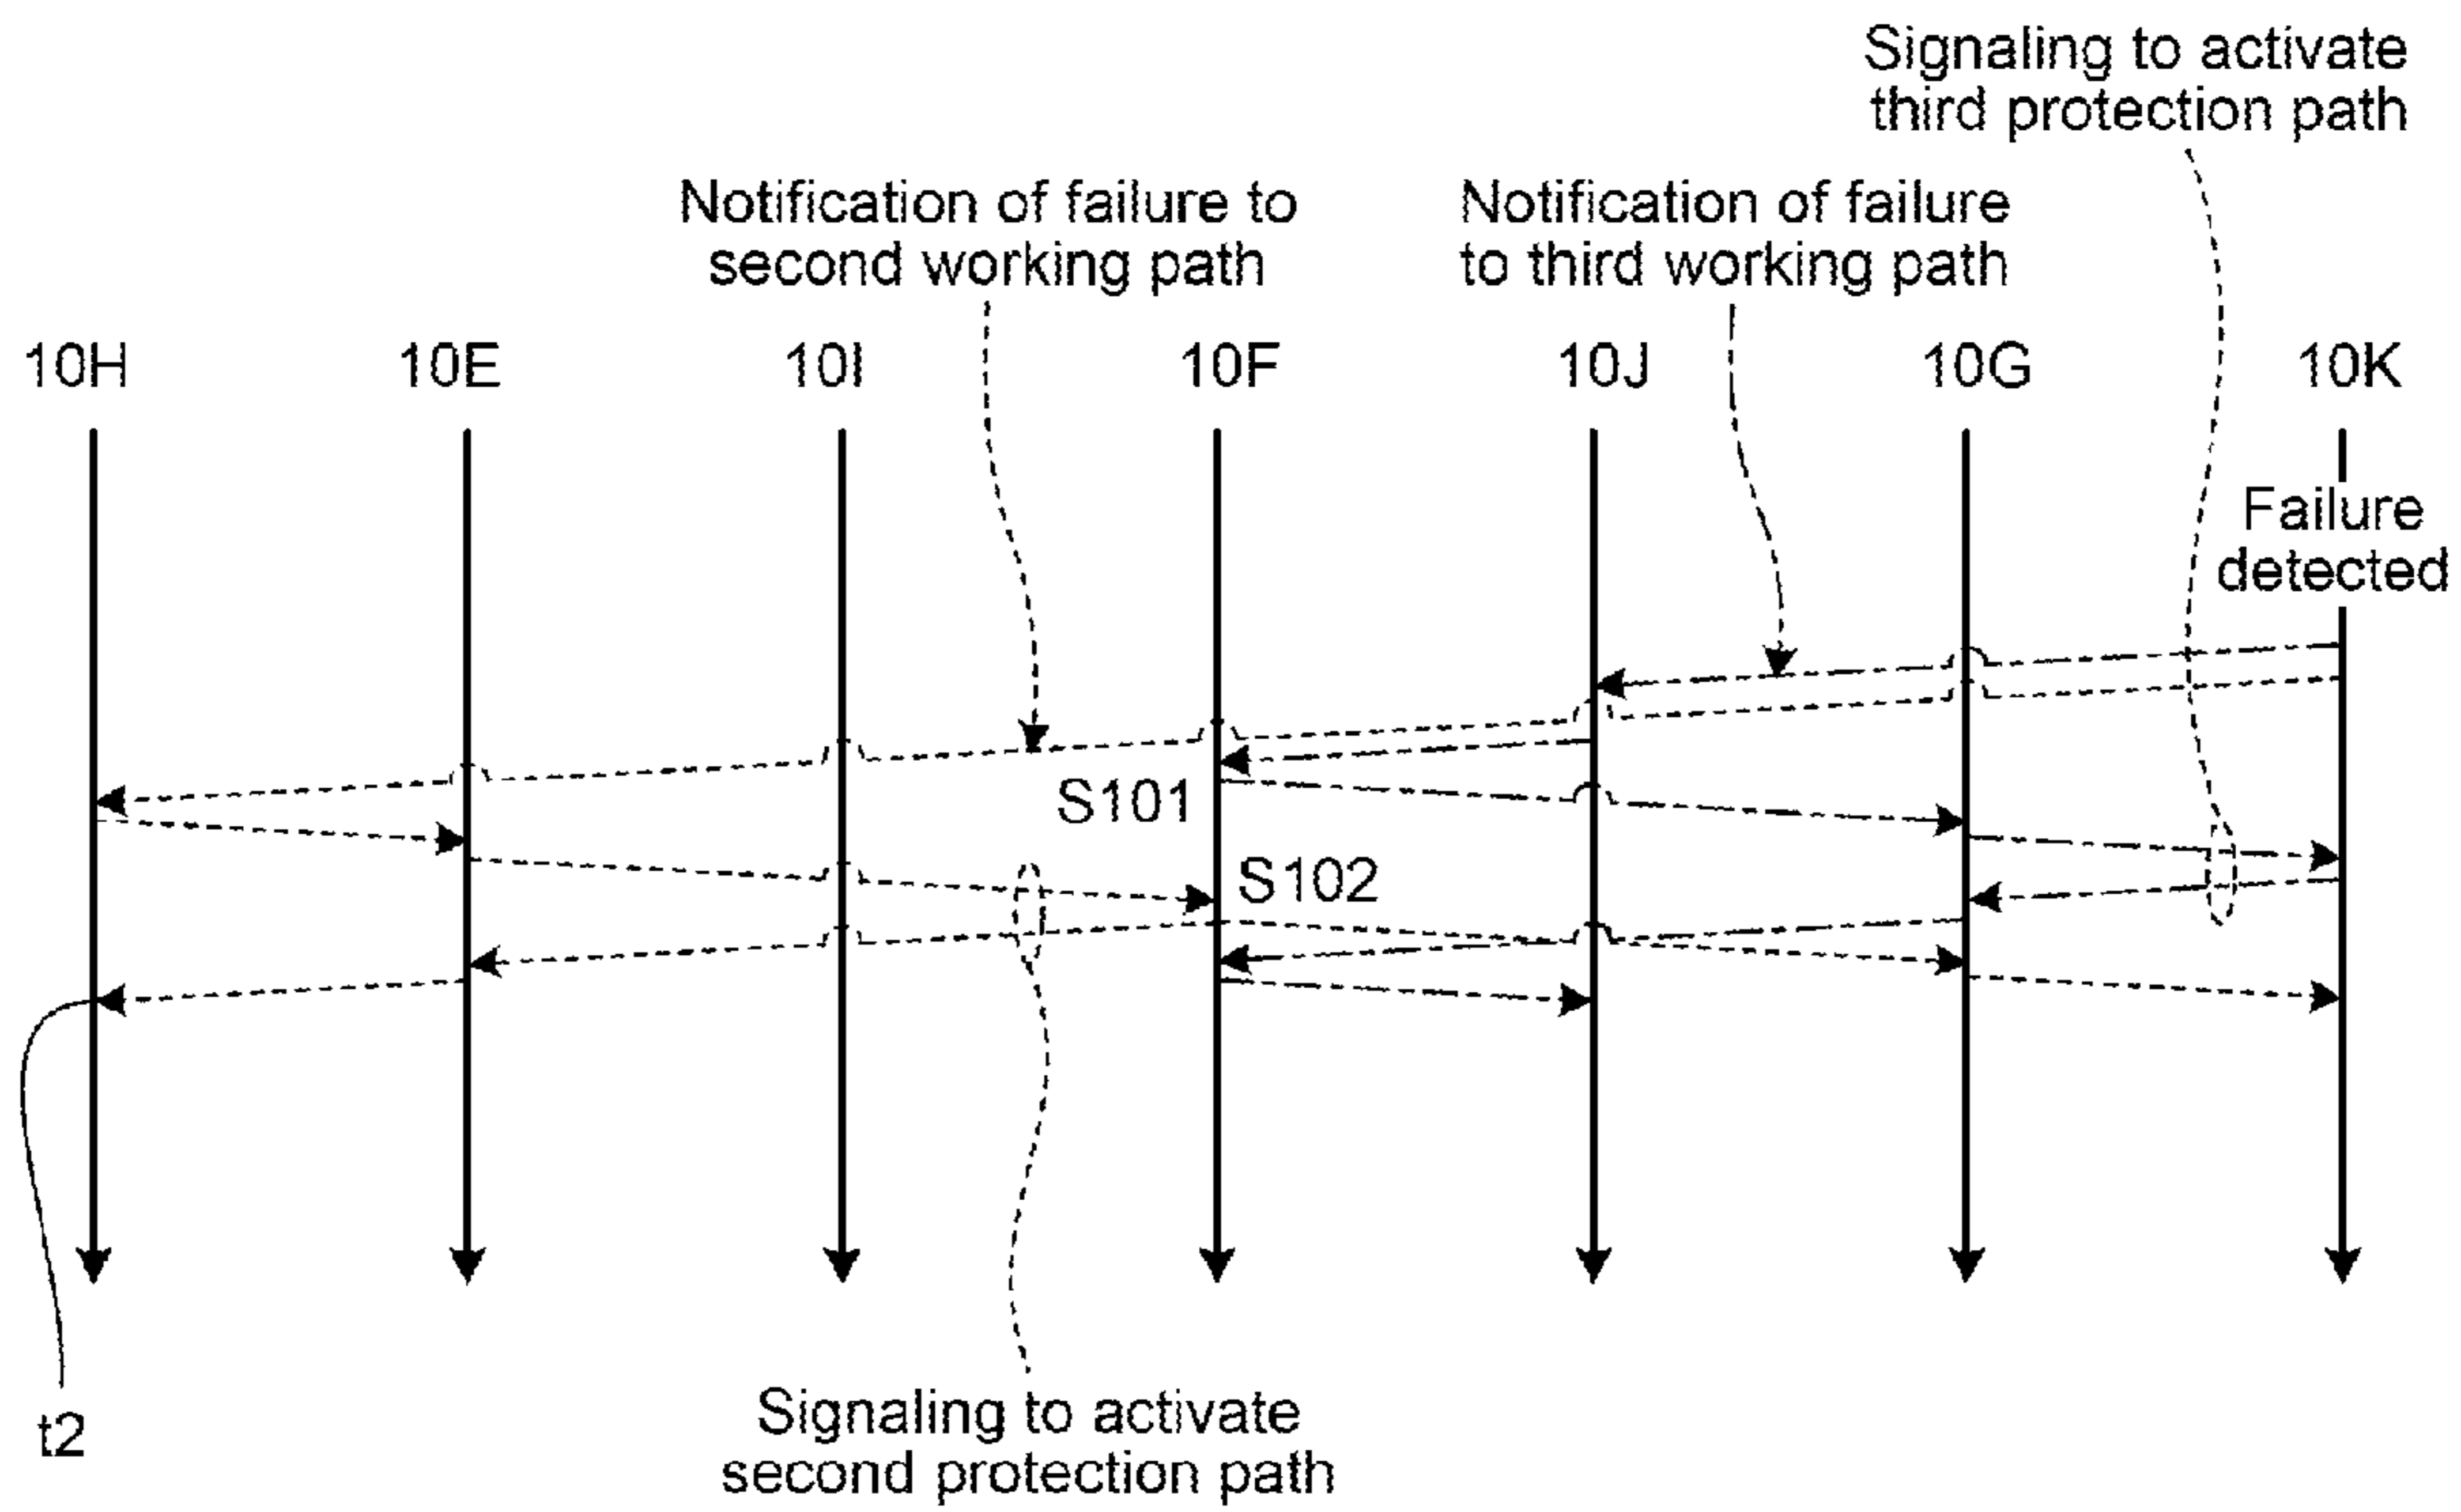 Signaling to activate
third protection path
Notification of failure to
second working path
Notification of failure
to third working path
10H
10E
10I
10F
10J
10G
10K
Failure
detected
S101
S102
t2
Signaling to activate
second protection path